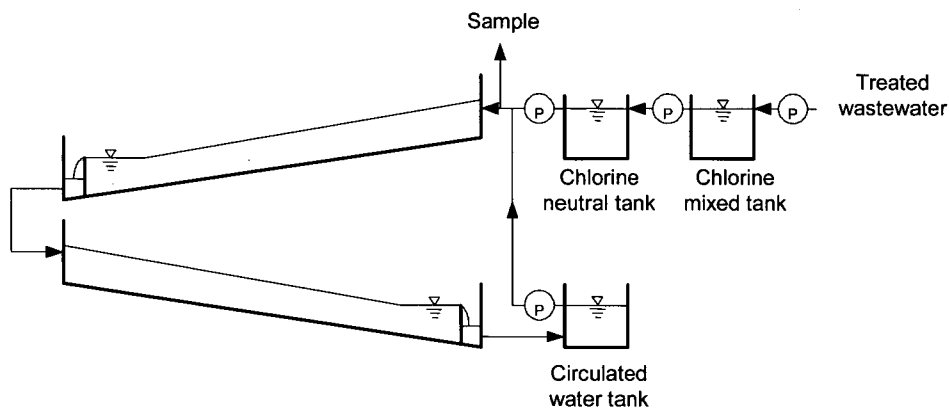 Sample
Treated
wastewater
P
P
P
Chlorine
neutral tank
Chlorine
mixed tank
P
Circulated
water tank